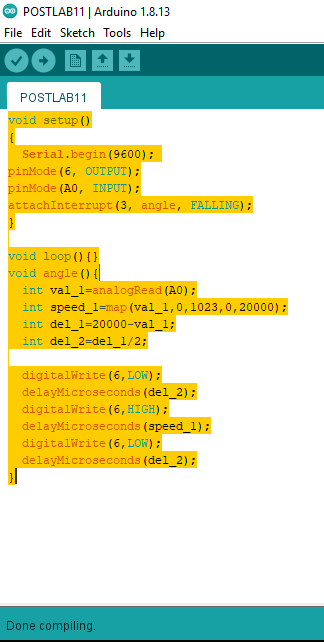 POSTLAB11 | Arduino 1.8.13
File Edit Sketch Tools Help
POSTLAB11
void setup()
{
  Serial.begin(9600);
pinMode(6, OUTPUT);
pinMode(A0, INPUT);
attachInterrupt(3, angle, FALLING);
}

void loop(){}
void angle(){
  int val_1=analogRead(A0);
  int speed_1=map(val_1,0,1023,0,20000);
  int del_1=20000-val_1;
  int del_2=del_1/2;

  digitalWrite(6,LOW);
  delayMicroseconds(del_2);
  digitalWrite(6,HIGH);
  delayMicroseconds(speed_1);
  digitalWrite(6,LOW);
  delayMicroseconds(del_2);
}
Done compiling.